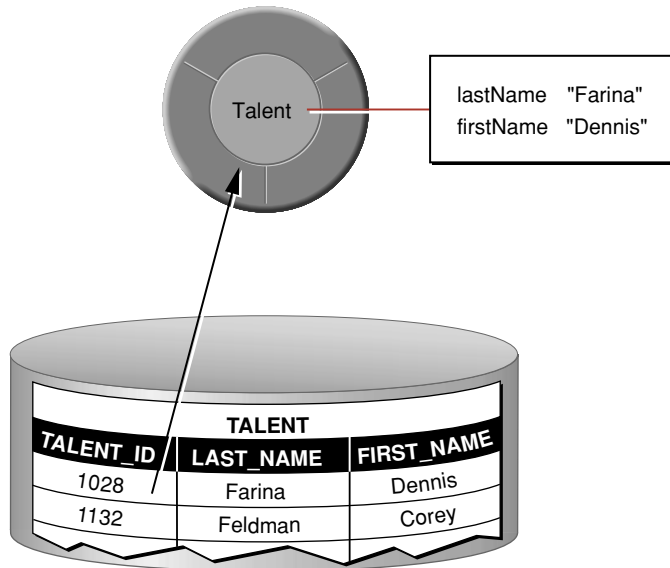 Talent
lastName "Farina"
firstName "Dennis"
TALENT
TALENT_ID LAST_NAME FIRST_NAME
1028 Farina Dennis
1132 Feldman Corey